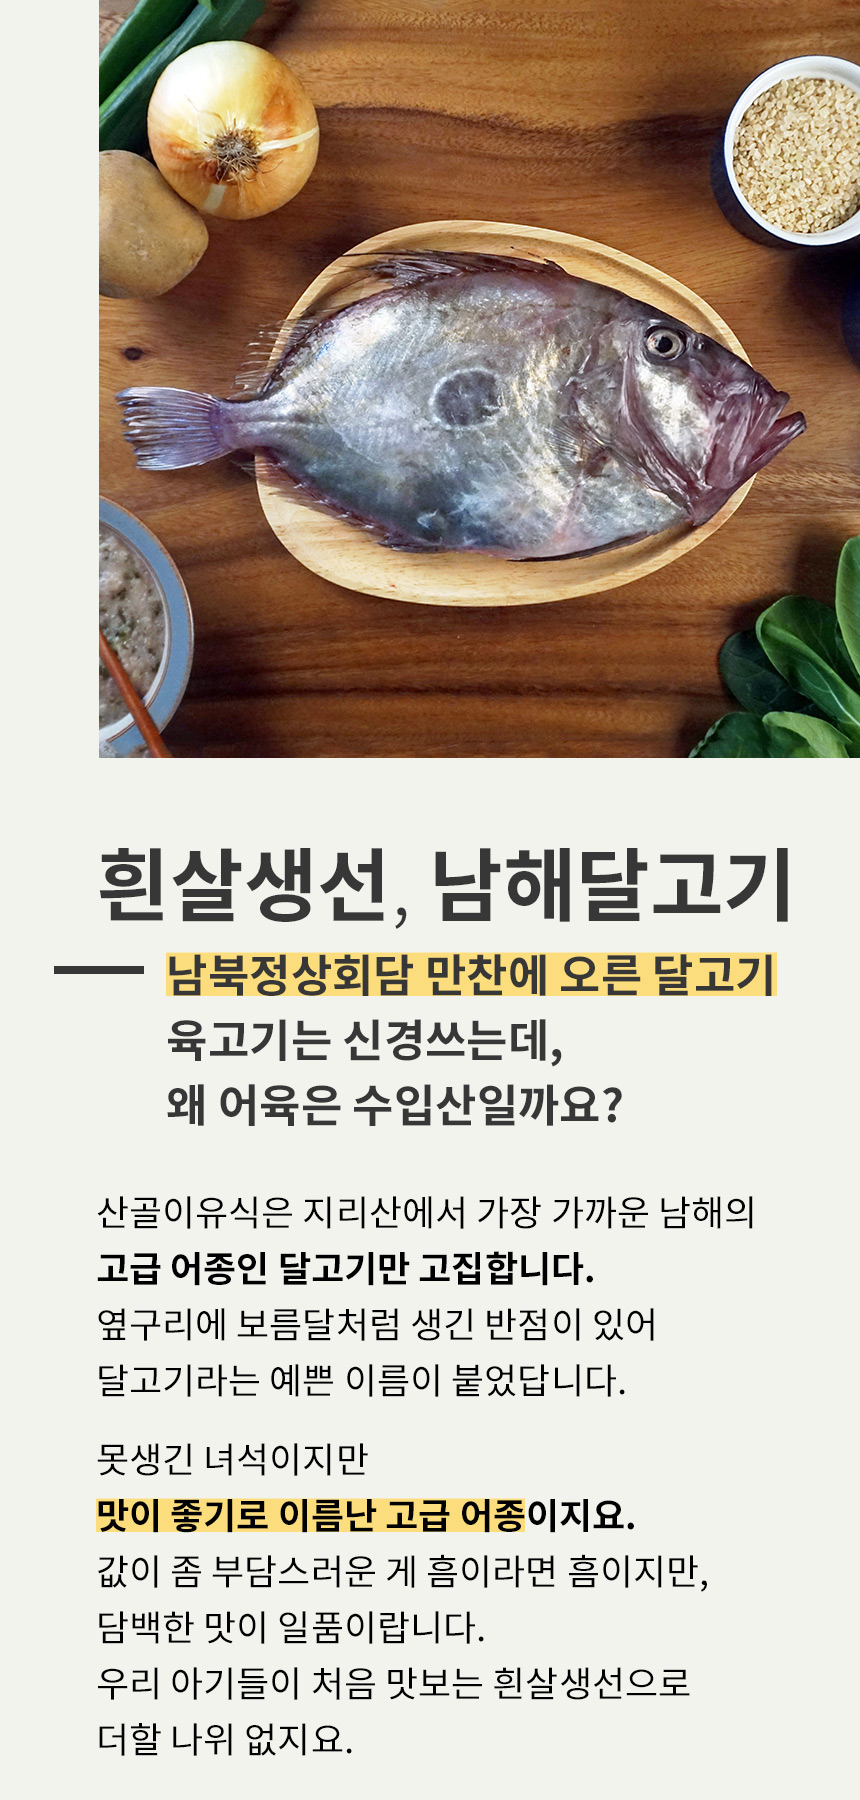 흰살생선, 남해달고기
남북정상회담 만찬에 오른 달고기
육고기는 신경쓰는데,
왜 어육은 수입산일까요?
산골이유식은 지리산에서 가장 가까운 남해의
고급 어종인 달고기만 고집합니다.
옆구리에 보름달처럼 생긴 반점이 있어
달고기라는 예쁜 이름이 붙었답니다.
못생긴 녀석이지만
맛이 좋기로 이름난 고급 어종이지요.
값이 좀 부담스러운 게 흠이라면 흠이지만,
담백한 맛이 일품이랍니다.
우리 아기들이 처음 맛보는 흰살생선으로
더할 나위 없지요.